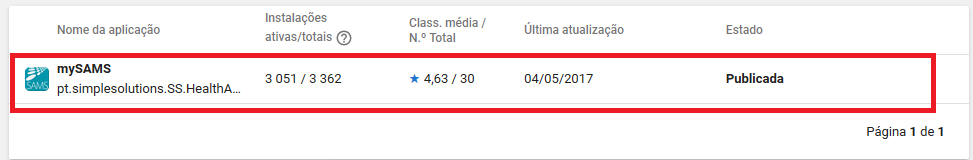 Nome da aplicação
Instalações
ativas/totais ?
Class. média /
N.º Total
Última atualização
Estado
SAMS
mySAMS
pt.simplesolutions.SS.HealthA...
3 051 / 3 362
★ 4,63 / 30
04/05/2017
Publicada
Página 1 de 1